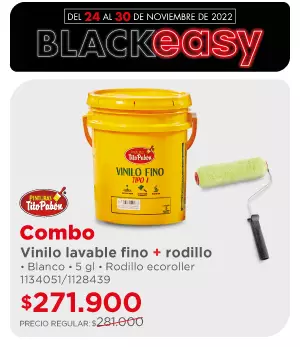 DEL 24 AL 30 DE NOVIEMBRE DE 2022
BLACKeasy
PINTURAS
Tito Pabón
VINILO FINO
TIPO 1
PINTURAS
Tito Pabón
Combo
Vinilo lavable fino + rodillo
• Blanco • 5 gl • Rodillo ecoroller
1134051/1128439
$271.900
PRECIO REGULAR: $281.000